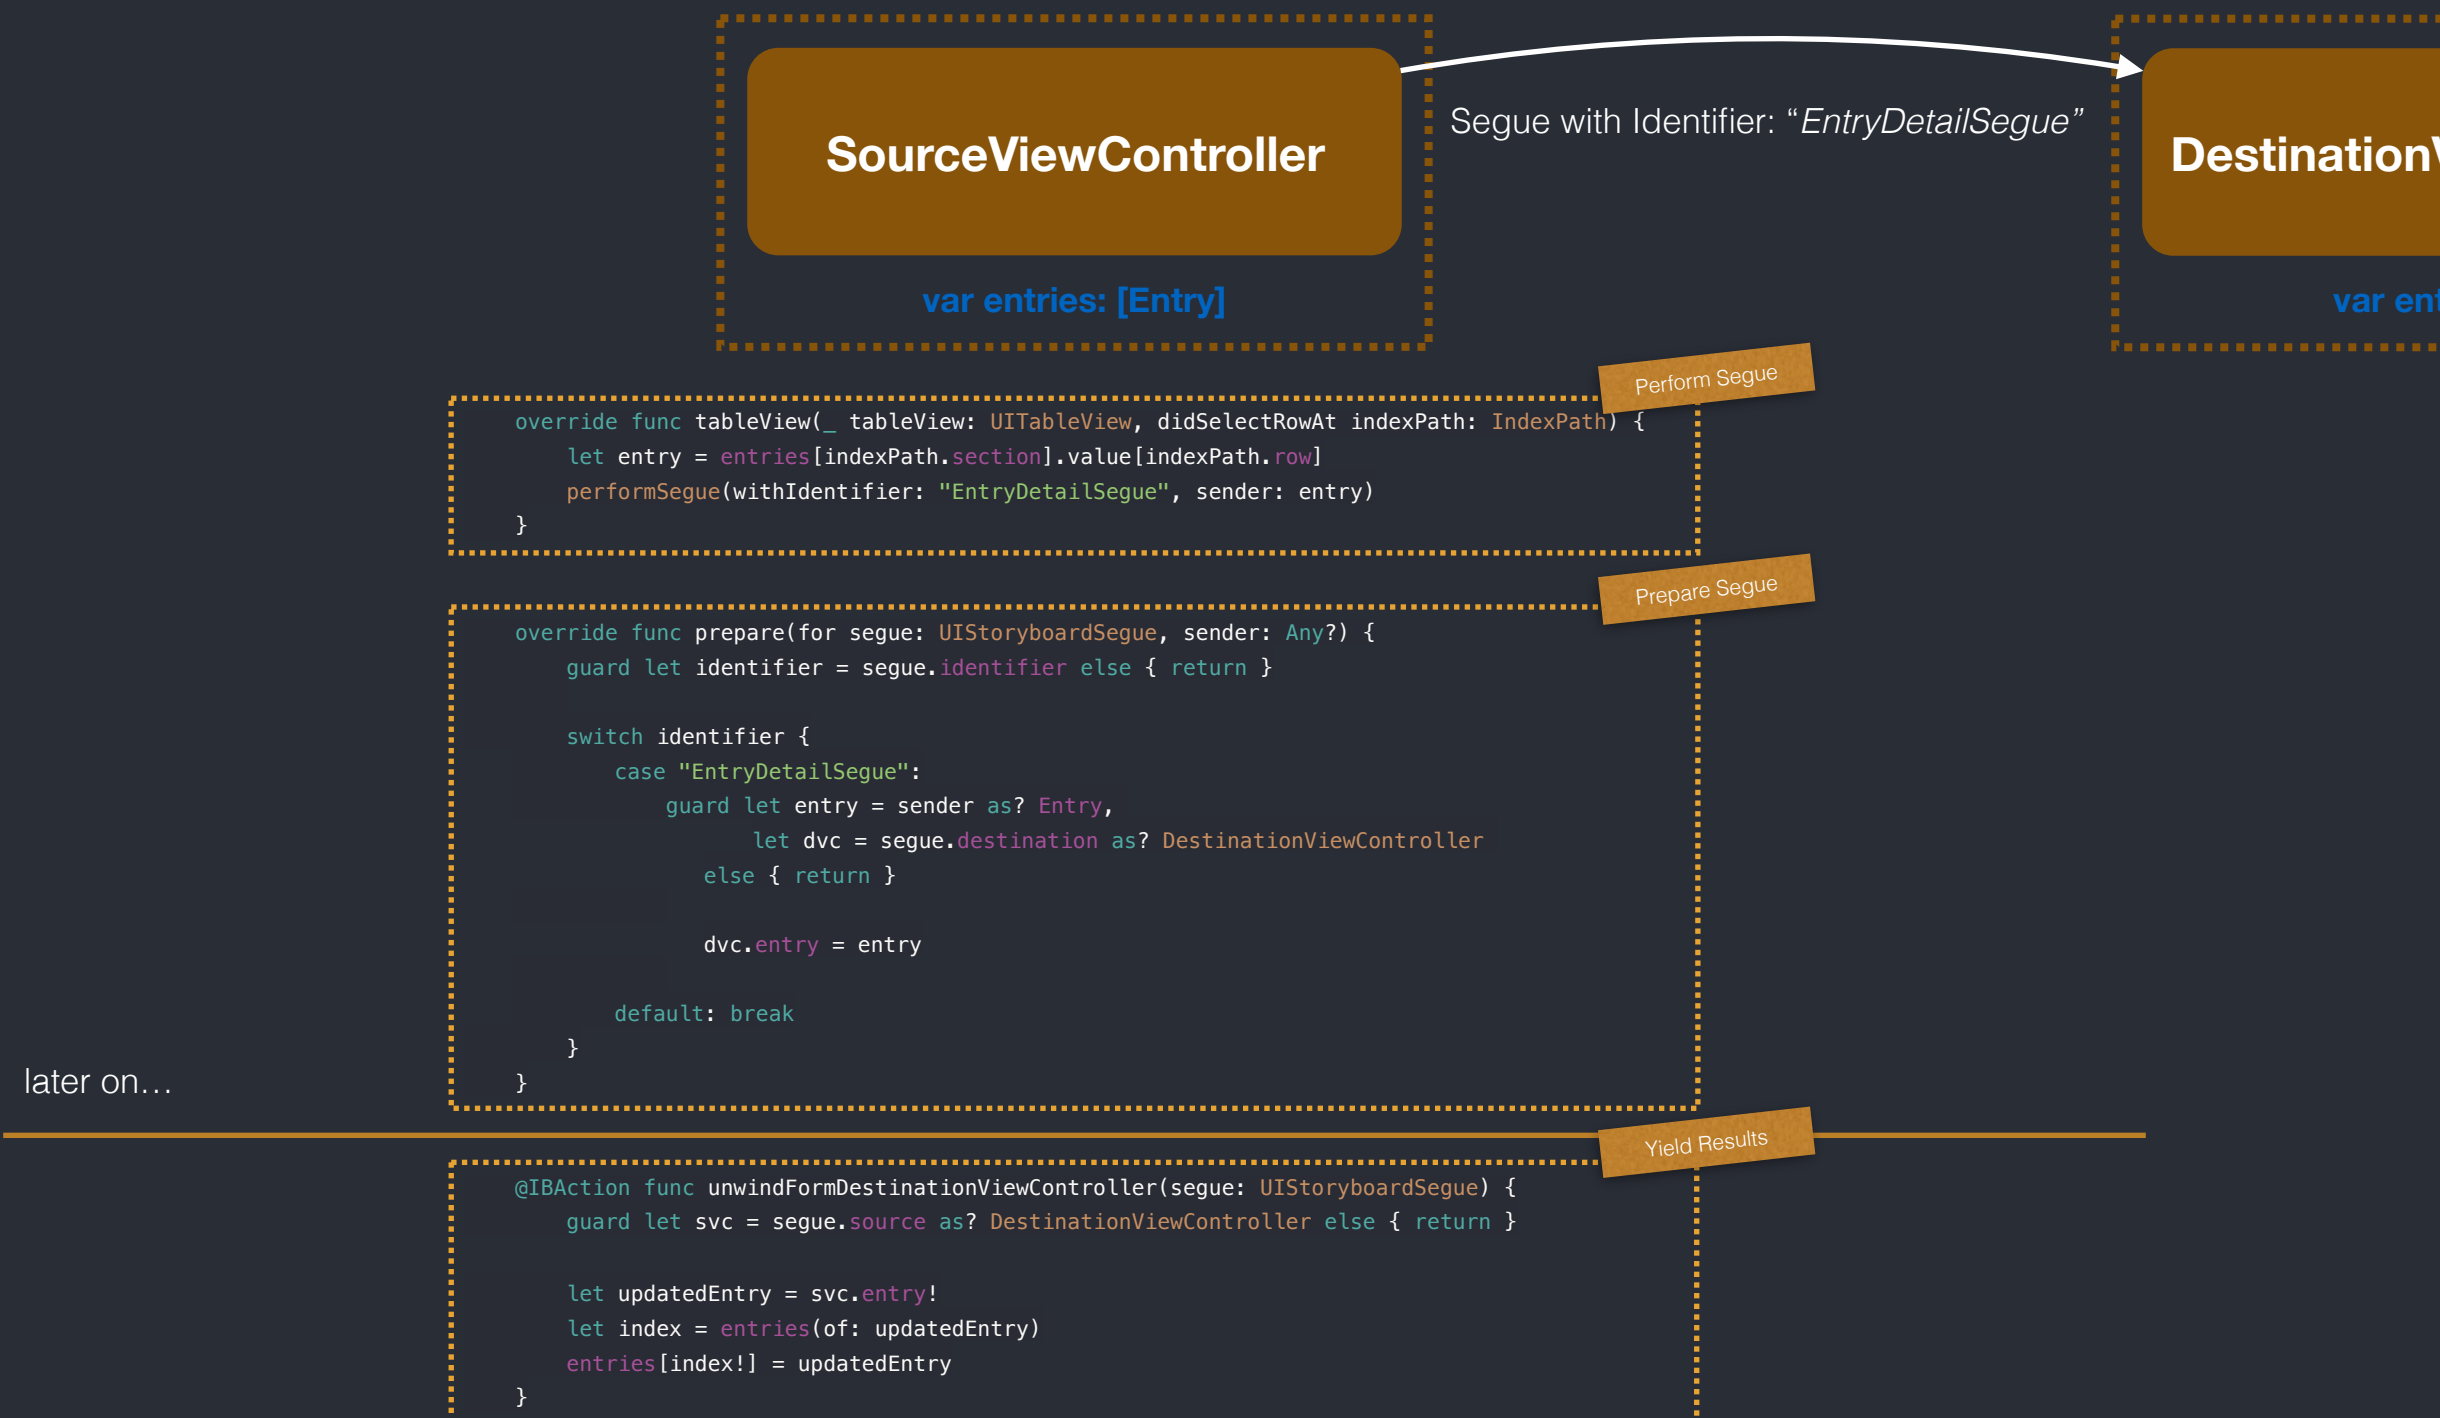 SourceViewController
Segue with Identifier: “EntryDetailSegue”
var entries: [Entry]
Perform Segue
override func tableView(_ tableView: UITableView, didSelectRowAt indexPath: IndexPath) {
let entry = entries[indexPath.section].value[indexPath.row]
performSegue(withIdentifier: "EntryDetailSegue", sender: entry)
}
Prepare Segue
override func prepare(for segue: UIStoryboardSegue, sender: Any?) {
guard let identifier = segue.identifier else { return }
switch identifier {
case "EntryDetailSegue":
guard let entry = sender as? Entry,
let dvc = segue.destination as? DestinationViewController
else { return }
dvc.entry = entry
default: break
}
}
later on…
Yield Results
@IBAction func unwindFormDestinationViewController(segue: UIStoryboardSegue) {
guard let svc = segue.source as? DestinationViewController else { return }
let updatedEntry = svc.entry!
let index = entries(of: updatedEntry)
entries[index!] = updatedEntry
}
Destination
var